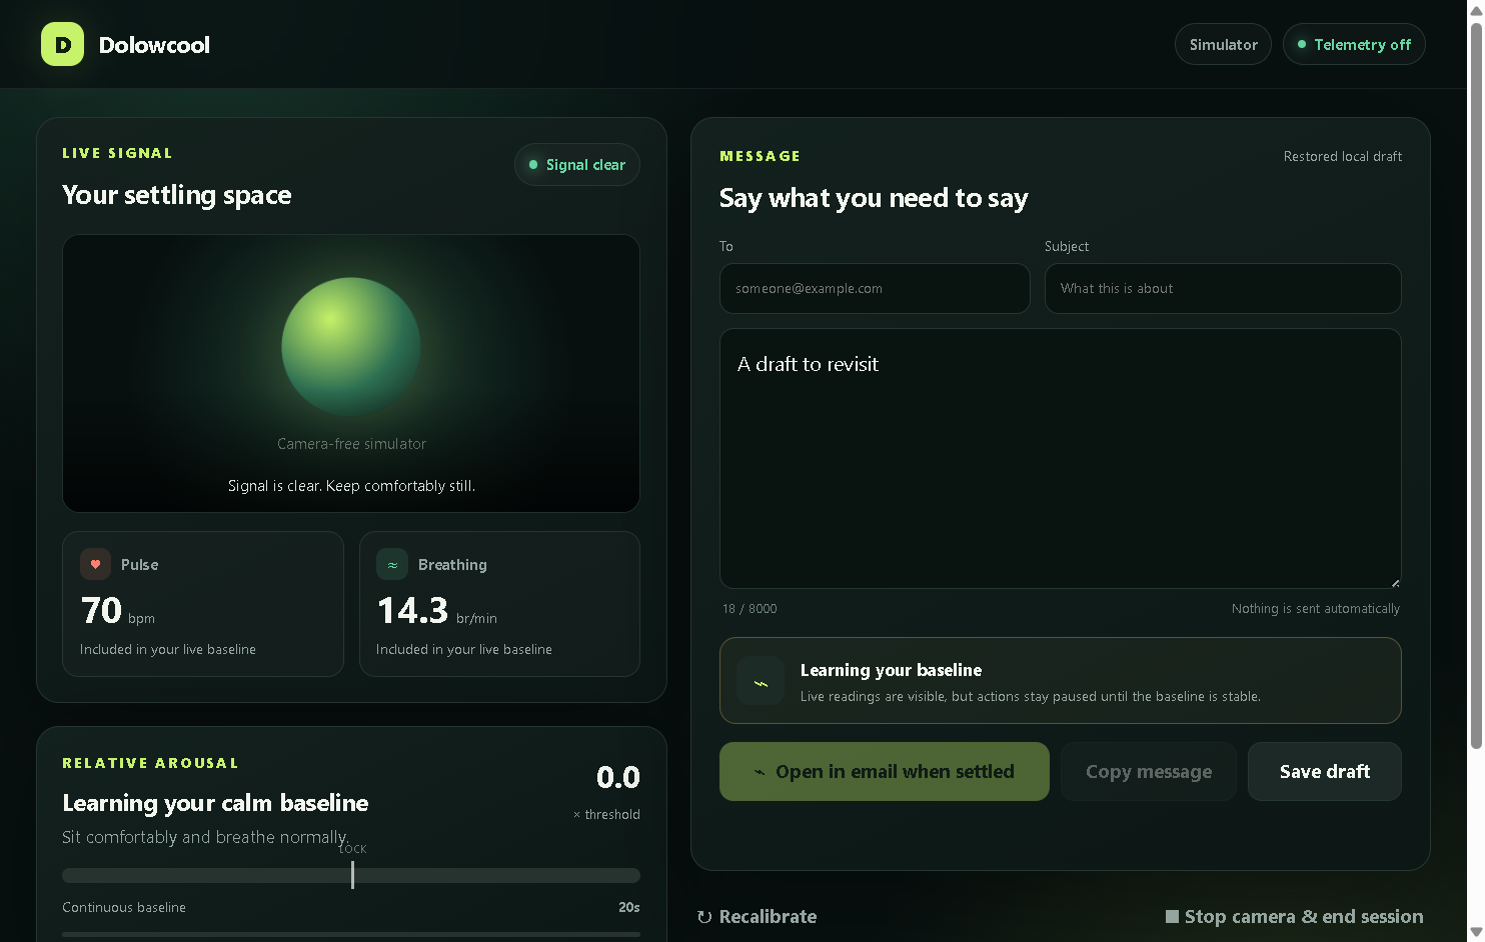 D Dolowcool
Simulator
Telemetry off
LIVE SIGNAL
Signal clear
Your settling space
Camera-free simulator
Signal is clear. Keep comfortably still.
Pulse
70 bpm
Included in your live baseline
Breathing
14.3 br/min
Included in your live baseline
RELATIVE AROUSAL
0.0
× threshold
Learning your calm baseline
Sit comfortably and breathe normally.
LOCK
Continuous baseline
20s
MESSAGE
Restored local draft
Say what you need to say
To
Subject
someone@example.com
What this is about
A draft to revisit
18 / 8000
Nothing is sent automatically
Learning your baseline
Live readings are visible, but actions stay paused until the baseline is stable.
Open in email when settled
Copy message
Save draft
↻ Recalibrate
■ Stop camera & end session